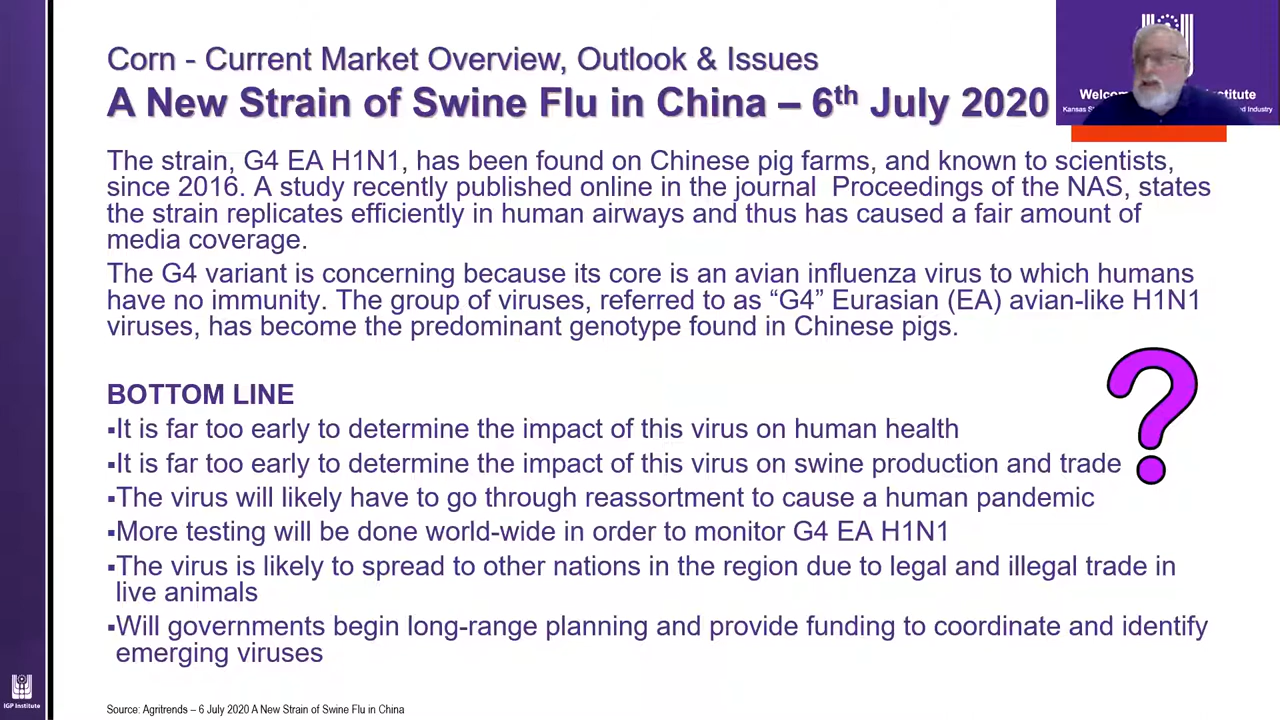 Corn - Current Market Overview, Outlook & Issues
A New Strain of Swine Flu in China – 6th July 2020
Welco
Institute
Kansas S
ed Industry
The strain, G4 EA H1N1, has been found on Chinese pig farms, and known to scientists,
since 2016. A study recently published online in the journal Proceedings of the NAS, states
the strain replicates efficiently in human airways and thus has caused a fair amount of
media coverage.
The G4 variant is concerning because its core is an avian influenza virus to which humans
have no immunity. The group of viruses, referred to as “G4” Eurasian (EA) avian-like H1N1
viruses, has become the predominant genotype found in Chinese pigs.
BOTTOM LINE
▪It is far too early to determine the impact of this virus on human health
▪It is far too early to determine the impact of this virus on swine production and trade
?
▪The virus will likely have to go through reassortment to cause a human pandemic
▪More testing will be done world-wide in order to monitor G4 EA H1N1
▪The virus is likely to spread to other nations in the region due to legal and illegal trade in
live animals
▪Will governments begin long-range planning and provide funding to coordinate and identify
emerging viruses
IGP Institute
Source: Agritrends – 6 July 2020 A New Strain of Swine Flu in China